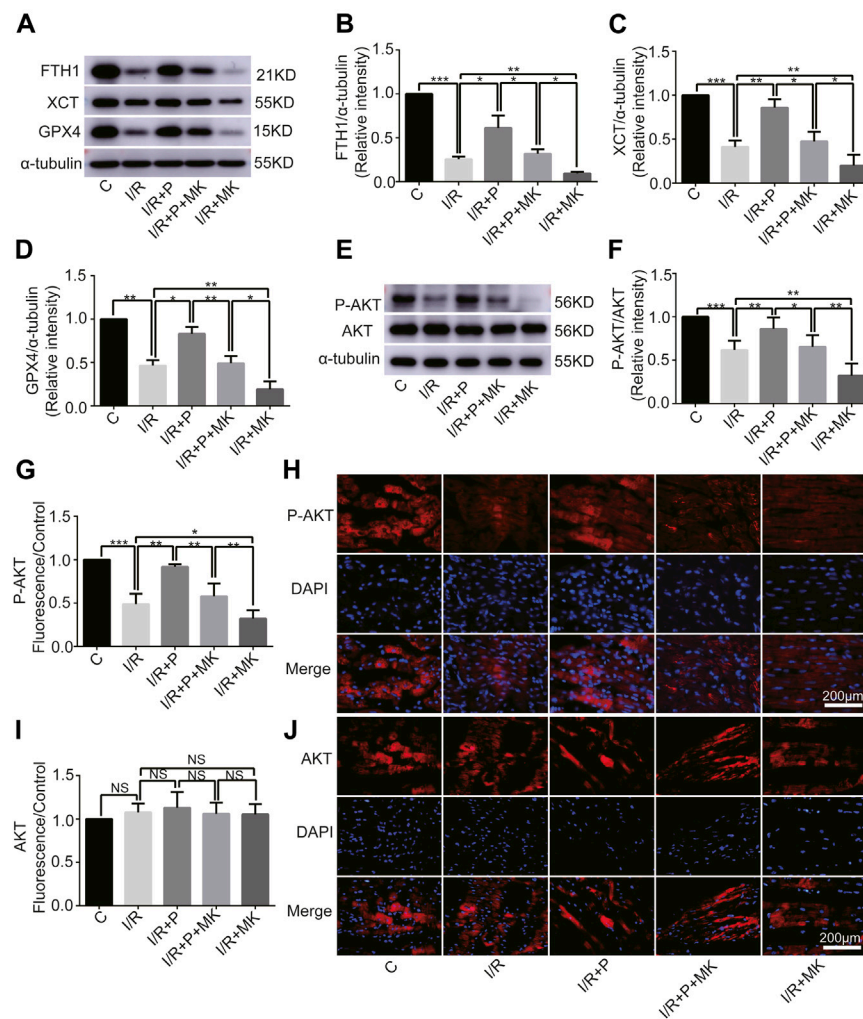 A
FTH1
21KD
XCT
55KD
GPX4
15KD
α-tubulin
55KD
C
I/R
I/R+P
I/R+P+MK
I/R+MK
B
FTH1/α-tubulin
(Relative intensity)
1.5
1.0
0.5
0.0
**
***
*
*
*
C
I/R
I/R+P
I/R+P+MK
I/R+MK
C
XCT/α-tubulin
(Relative intensity)
1.5
1.0
0.5
0.0
**
***
**
*
*
C
I/R
I/R+P
I/R+P+MK
I/R+MK
D
GPX4/α-tubulin
(Relative intensity)
1.5
1.0
0.5
0.0
**
**
*
**
*
C
I/R
I/R+P
I/R+P+MK
I/R+MK
E
P-AKT
56KD
AKT
56KD
α-tubulin
55KD
C
I/R
I/R+P
I/R+P+MK
I/R+MK
F
P-AKT/AKT
(Relative intensity)
1.5
1.0
0.5
0.0
**
***
**
*
**
C
I/R
I/R+P
I/R+P+MK
I/R+MK
G
P-AKT
Fluorescence/Control
1.5
1.0
0.5
0.0
*
***
**
**
**
C
I/R
I/R+P
I/R+P+MK
I/R+MK
H
P-AKT
DAPI
Merge
200μm
I
AKT
Fluorescence/Control
1.5
1.0
0.5
0.0
NS
NS
NS
NS
NS
C
I/R
I/R+P
I/R+P+MK
I/R+MK
J
AKT
DAPI
Merge
200μm
C
I/R
I/R+P
I/R+P+MK
I/R+MK